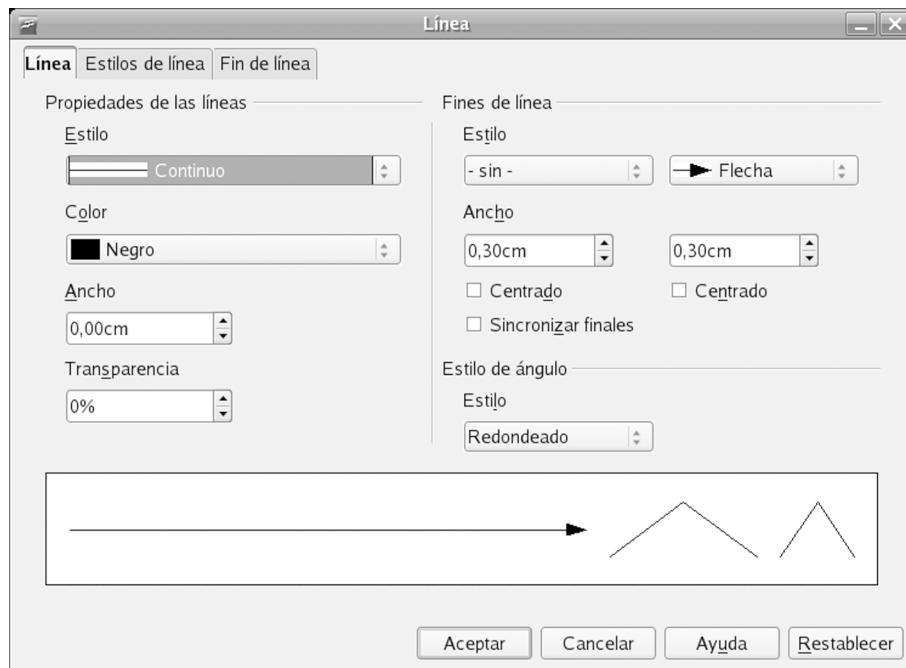 Línea
Línea
Estilos de línea
Fin de línea
Propiedades de las líneas
Estilo
Continuo
Color
Negro
Ancho
0,00cm
Transparencia
0%
Fines de línea
Estilo
- sin -
Flecha
Ancho
0,30cm
0,30cm
Centrado
Centrado
Sincronizar finales
Estilo de ángulo
Estilo
Redondeado
Aceptar
Cancelar
Ayuda
Restablecer